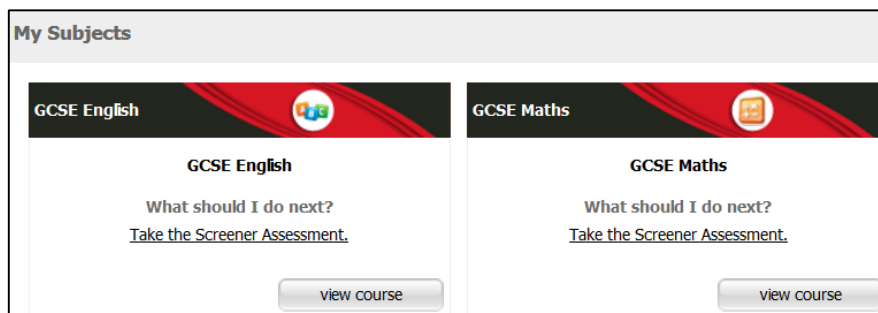 My Subjects
GCSE English
GCSE English
What should I do next?
Take the Screener Assessment.
view course
GCSE Maths
GCSE Maths
What should I do next?
Take the Screener Assessment.
view course